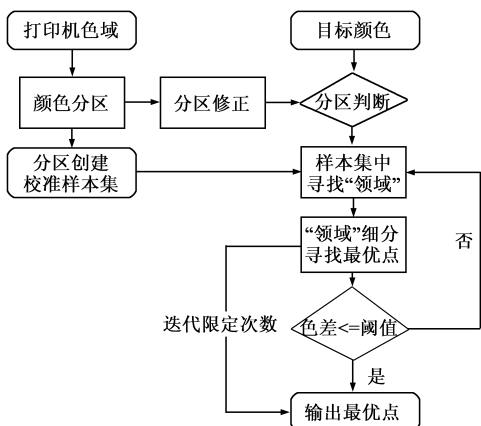 打印机色域
目标颜色
颜色分区
分区修正
分区判断
分区创建
校准样本集
样本集中
寻找“领域”
“领域”细分
寻找最优点
否
迭代限定次数
色差<=阈值
是
输出最优点